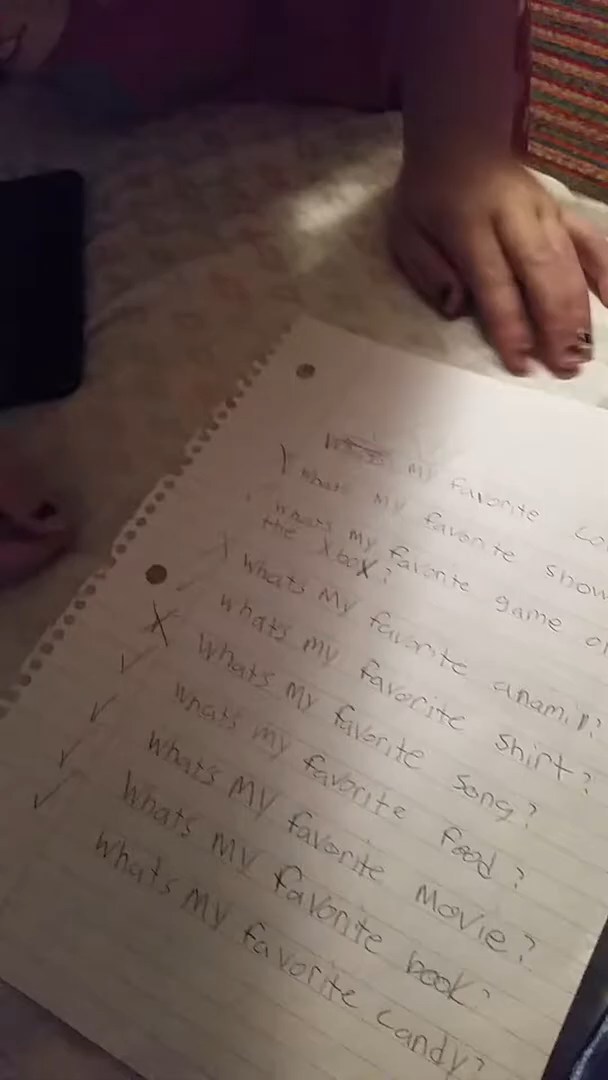 my favorite
whats my favorite show
whats my favorite game on
the Xbox?
whats my favorite anamil?
whats my favorite shirt?
whats my favorite song?
whats my favorite food?
whats my favorite movie?
whats my favorite book?
whats my favorite candy?